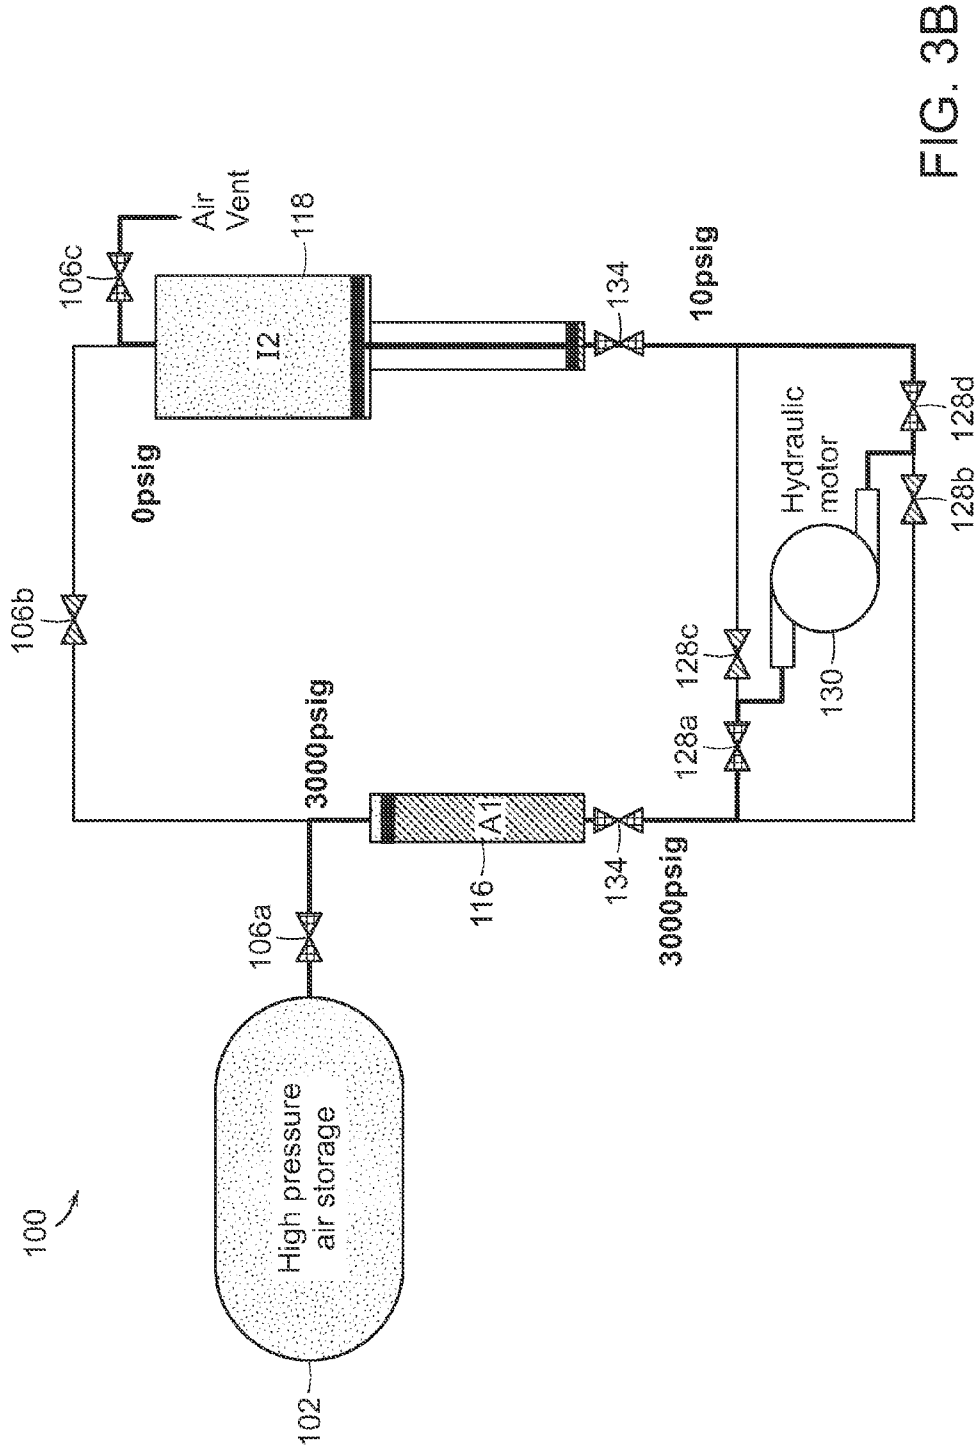 100
102
High pressure
air storage
106a
3000psig
106b
0psig
106c
Air
Vent
118
I2
116
A1
134
3000psig
134
10psig
128a
128c
130
Hydraulic
motor
128b
128d
FIG. 3B